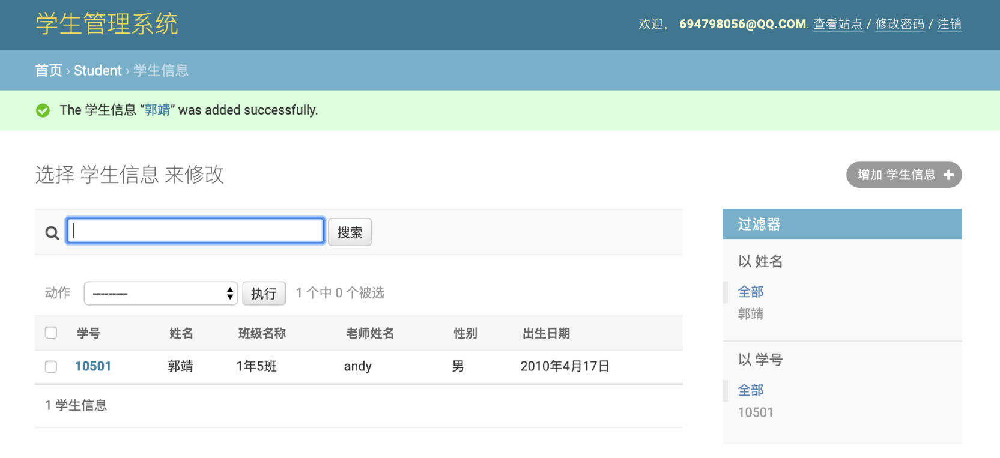 学生管理系统
欢迎， 694798056@QQ.COM. 查看站点 / 修改密码 / 注销
首页 › Student › 学生信息
The 学生信息 “郭靖” was added successfully.
选择 学生信息 来修改
增加 学生信息 +
搜索
动作 --------- 执行 1 个中 0 个被选
学号 姓名 班级名称 老师姓名 性别 出生日期
10501 郭靖 1年5班 andy 男 2010年4月17日
1 学生信息
过滤器
以 姓名
全部
郭靖
以 学号
全部
10501